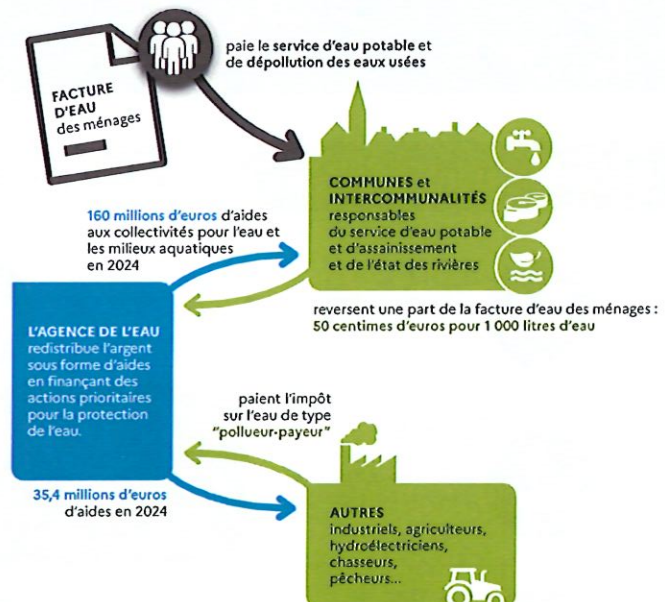 paie le service d'eau potable et
de dépollution des eaux usées
FACTURE
D'EAU
des ménages
COMMUNES et
INTERCOMMUNALITÉS
responsables
du service d'eau potable
et d'assainissement
et de l'état des rivières
160 millions d'euros d'aides
aux collectivités pour l'eau et
les milieux aquatiques
en 2024
reversent une part de la facture d'eau des ménages :
50 centimes d'euros pour 1 000 litres d'eau
L'AGENCE DE L'EAU
redistribue l'argent
sous forme d'aides
en finançant des
actions prioritaires
pour la protection
de l'eau.
paient l'impôt
sur l'eau de type
"pollueur-payeur"
35,4 millions d'euros
d'aides en 2024
AUTRES
industriels, agriculteurs,
hydroélectriciens,
chasseurs,
pêcheurs...